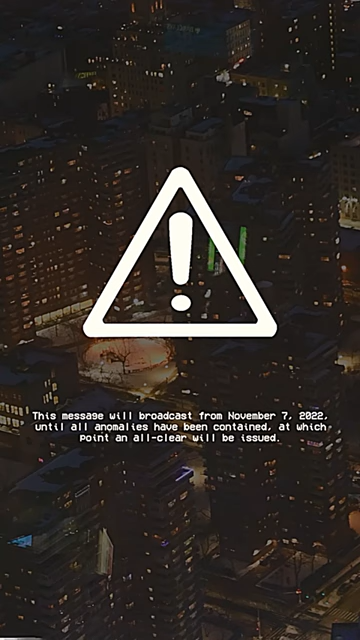 This message will broadcast from November 7, 2022,
until all anomalies have been contained, at which
point an all-clear will be issued.